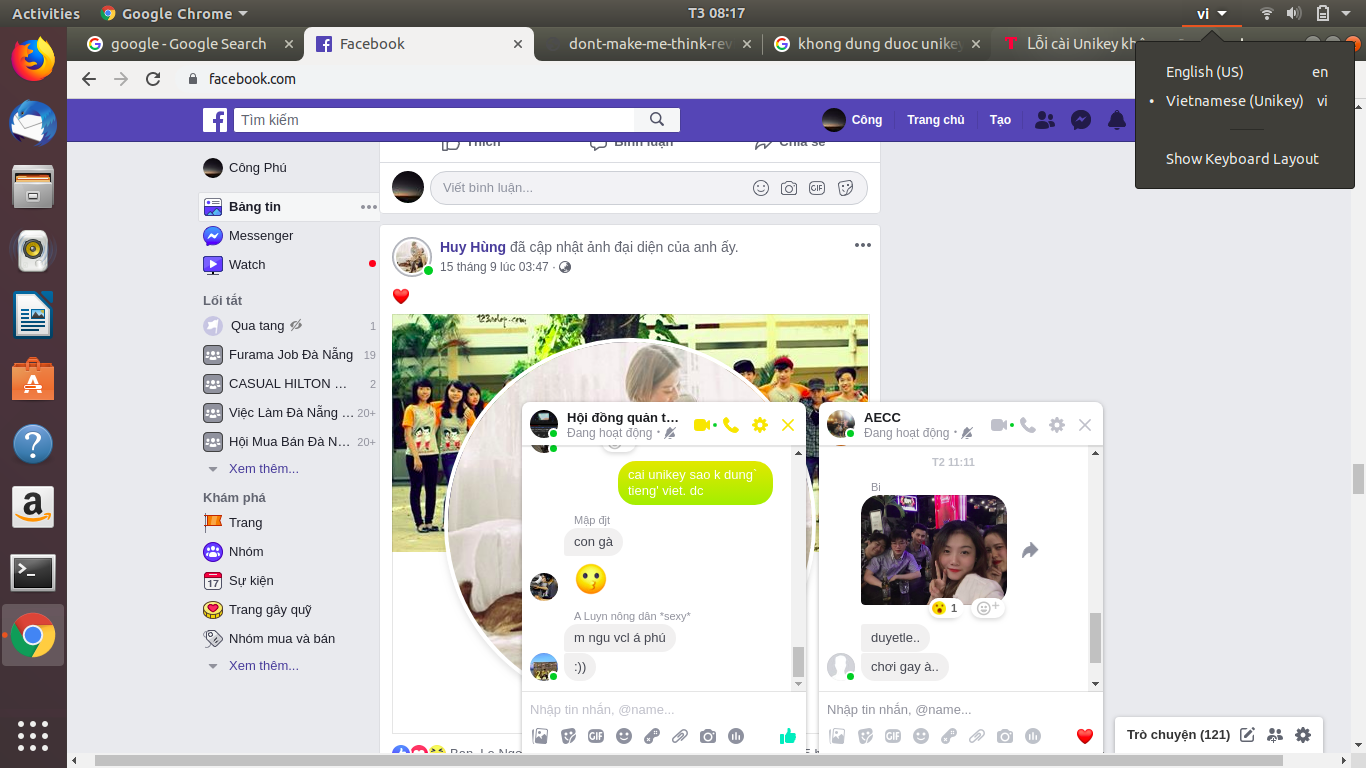 Activities
Google Chrome
T3 08:17
vi
google - Google Search
Facebook
dont-make-me-think-rev
khong dung duoc unikey
Lỗi cài Unikey
facebook.com
English (US) en
Vietnamese (Unikey) vi
Show Keyboard Layout
Tìm kiếm
Công
Trang chủ
Tạo
Công Phú
Bảng tin
Messenger
Watch
Lối tắt
Qua tang 1
Furama Job Đà Nẵng 19
CASUAL HILTON ... 2
Việc Làm Đà Nẵng ... 20+
Hội Mua Bán Đà N... 20+
Xem thêm...
Khám phá
Trang
Nhóm
Sự kiện
Trang gây quỹ
Nhóm mua và bán
Xem thêm...
Thích
Bình luận
Chia sẻ
Viết bình luận...
GIF
Huy Hùng đã cập nhật ảnh đại diện của anh ấy.
15 tháng 9 lúc 03:47 ·
Hội đồng quản t...
Đang hoạt động ·
cai unikey sao k dung`
tieng' viet. dc
Mập đjt
con gà
A Luyn nông dân *sexy*
m ngu vcl á phú
:))
Nhập tin nhắn, @name...
GIF
AECC
Đang hoạt động ·
T2 11:11
Bi
1
duyetle..
chơi gay à..
Nhập tin nhắn, @name...
GIF
Trò chuyện (121)